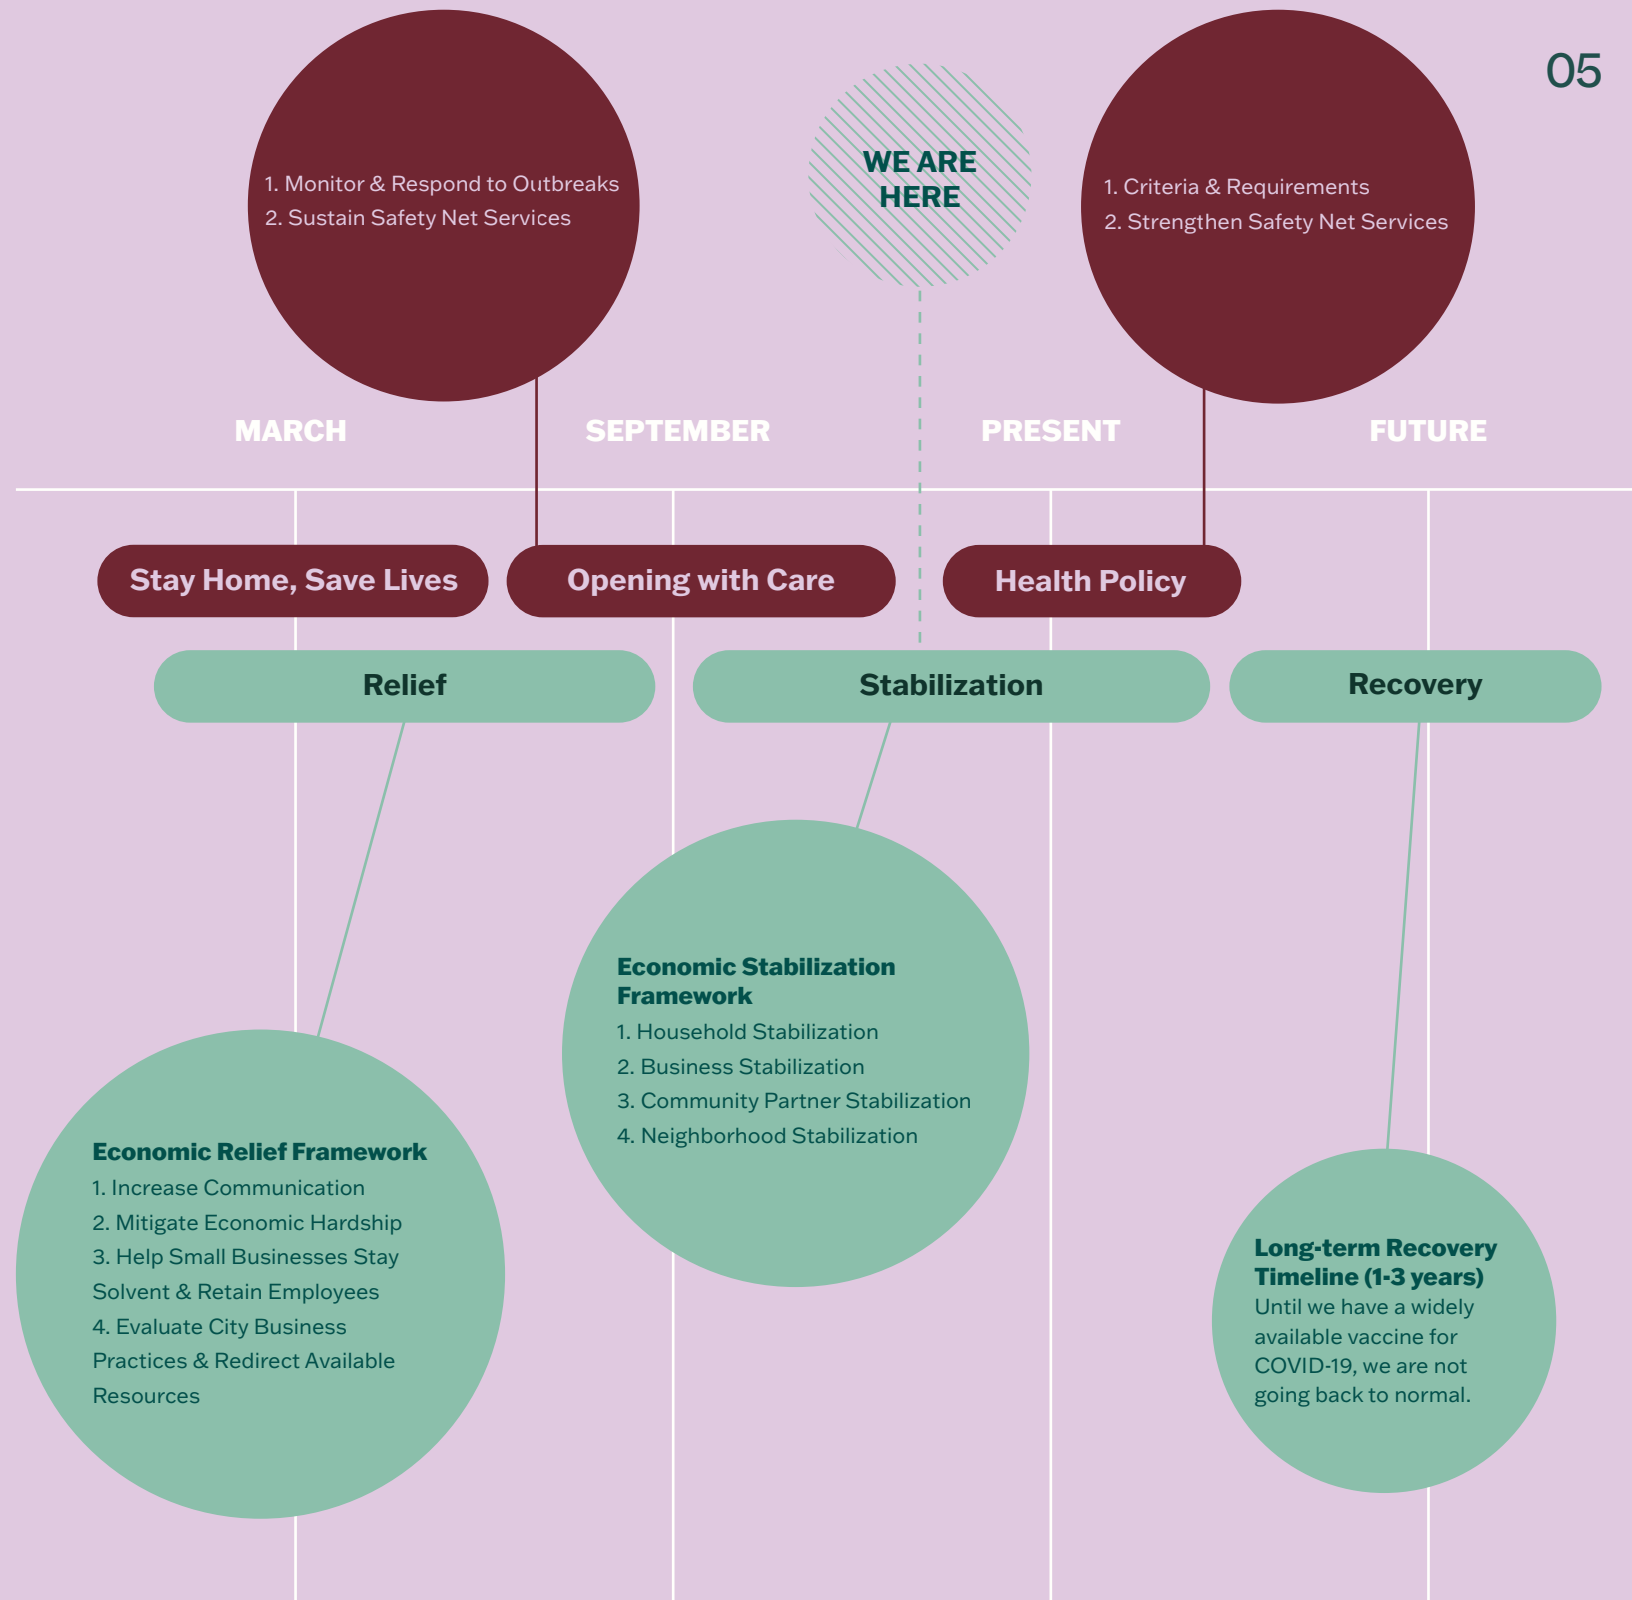 05
1. Monitor & Respond to Outbreaks
2. Sustain Safety Net Services
WE ARE
HERE
1. Criteria & Requirements
2. Strengthen Safety Net Services
MARCH
SEPTEMBER
PRESENT
FUTURE
Stay Home, Save Lives
Opening with Care
Health Policy
Relief
Stabilization
Recovery
Economic Relief Framework
1. Increase Communication
2. Mitigate Economic Hardship
3. Help Small Businesses Stay
Solvent & Retain Employees
4. Evaluate City Business
Practices & Redirect Available
Resources
Economic Stabilization
Framework
1. Household Stabilization
2. Business Stabilization
3. Community Partner Stabilization
4. Neighborhood Stabilization
Long-term Recovery
Timeline (1-3 years)
Until we have a widely
available vaccine for
COVID-19, we are not
going back to normal.